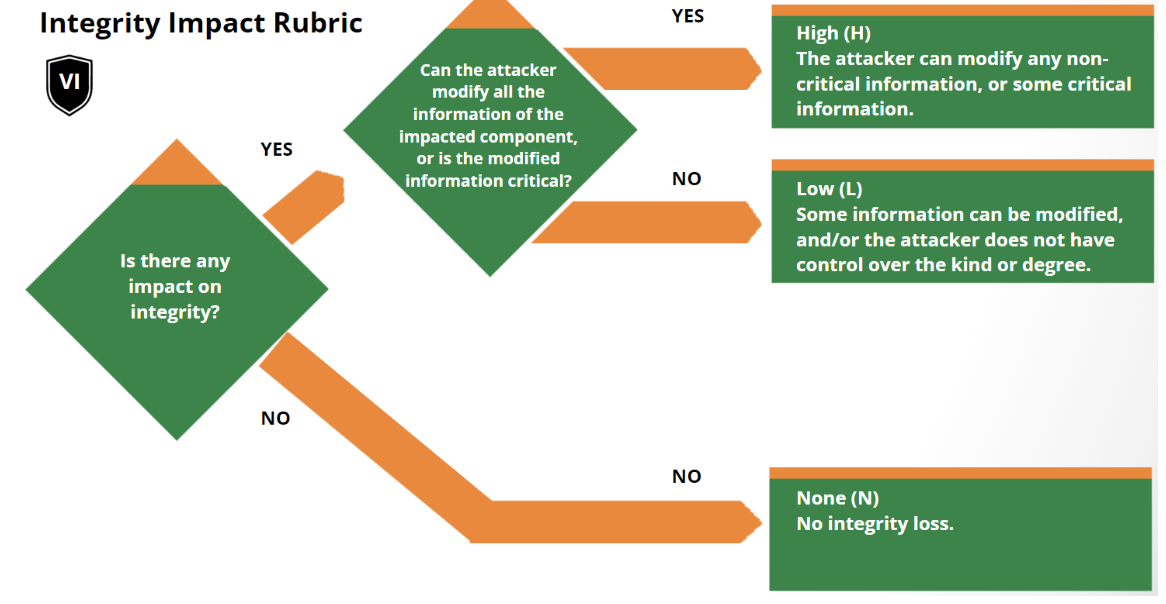 Integrity Impact Rubric
VI
Is there any
impact on
integrity?
YES
NO
Can the attacker
modify all the
information of the
impacted component,
or is the modified
information critical?
YES
High (H)
The attacker can modify any non-
critical information, or some critical
information.
NO
Low (L)
Some information can be modified,
and/or the attacker does not have
control over the kind or degree.
NO
None (N)
No integrity loss.